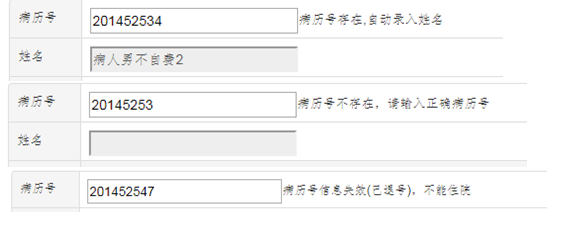 病历号 201452534 病历号存在,自动录入姓名
姓名 病人男不自费2
病历号 20145253 病历号不存在，请输入正确病历号
姓名
病历号 201452547 病历号信息失效(已退号)，不能住院